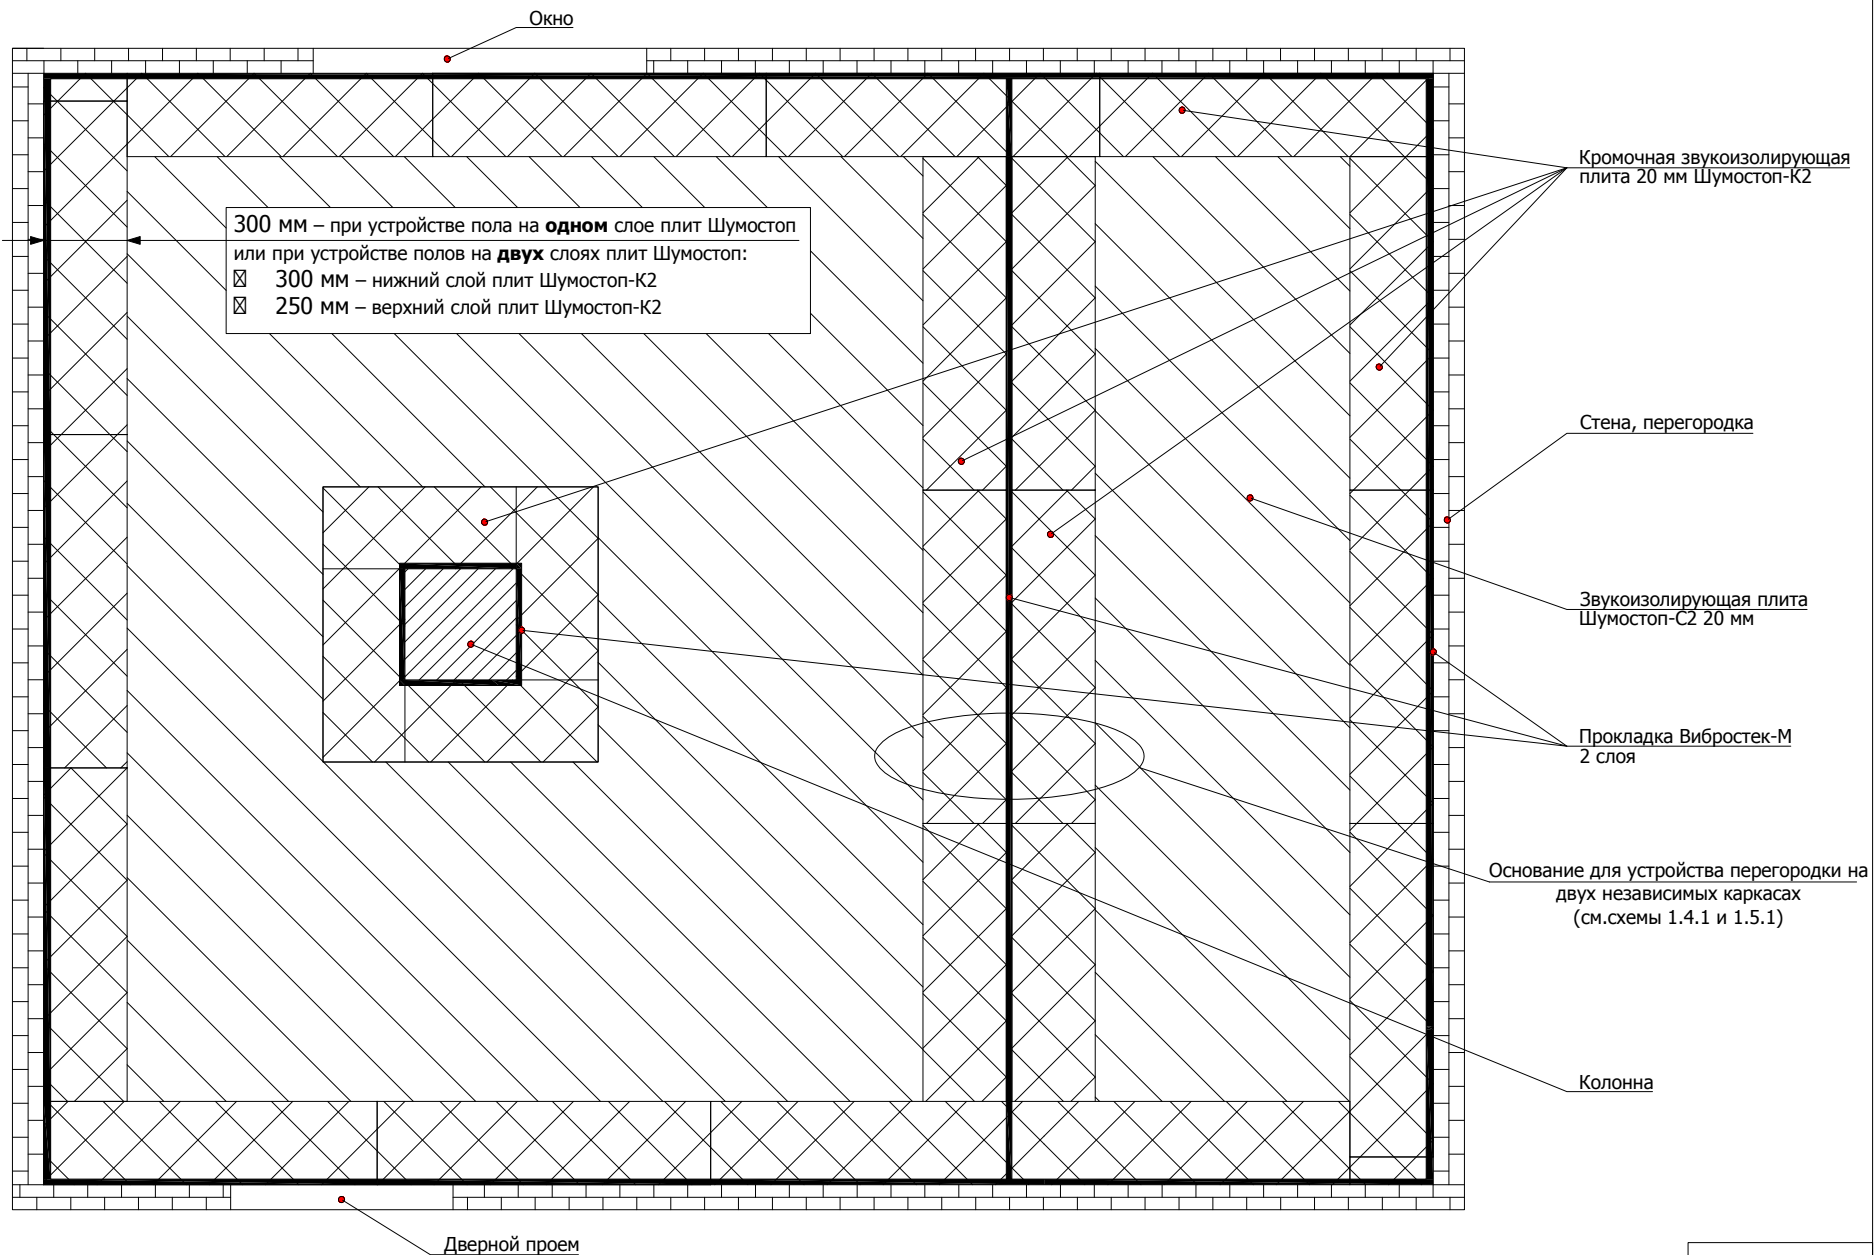 Окно
Кромочная звукоизолирующая
плита 20 мм Шумостоп-К2
300 мм – при устройстве пола на одном слое плит Шумостоп
или при устройстве полов на двух слоях плит Шумостоп:
300 мм – нижний слой плит Шумостоп-К2
250 мм – верхний слой плит Шумостоп-К2
Стена, перегородка
Звукоизолирующая плита
Шумостоп-С2 20 мм
Прокладка Вибростек-М
2 слоя
Основание для устройства перегородки на
двух независимых каркасах
(см.схемы 1.4.1 и 1.5.1)
Колонна
Дверной проем